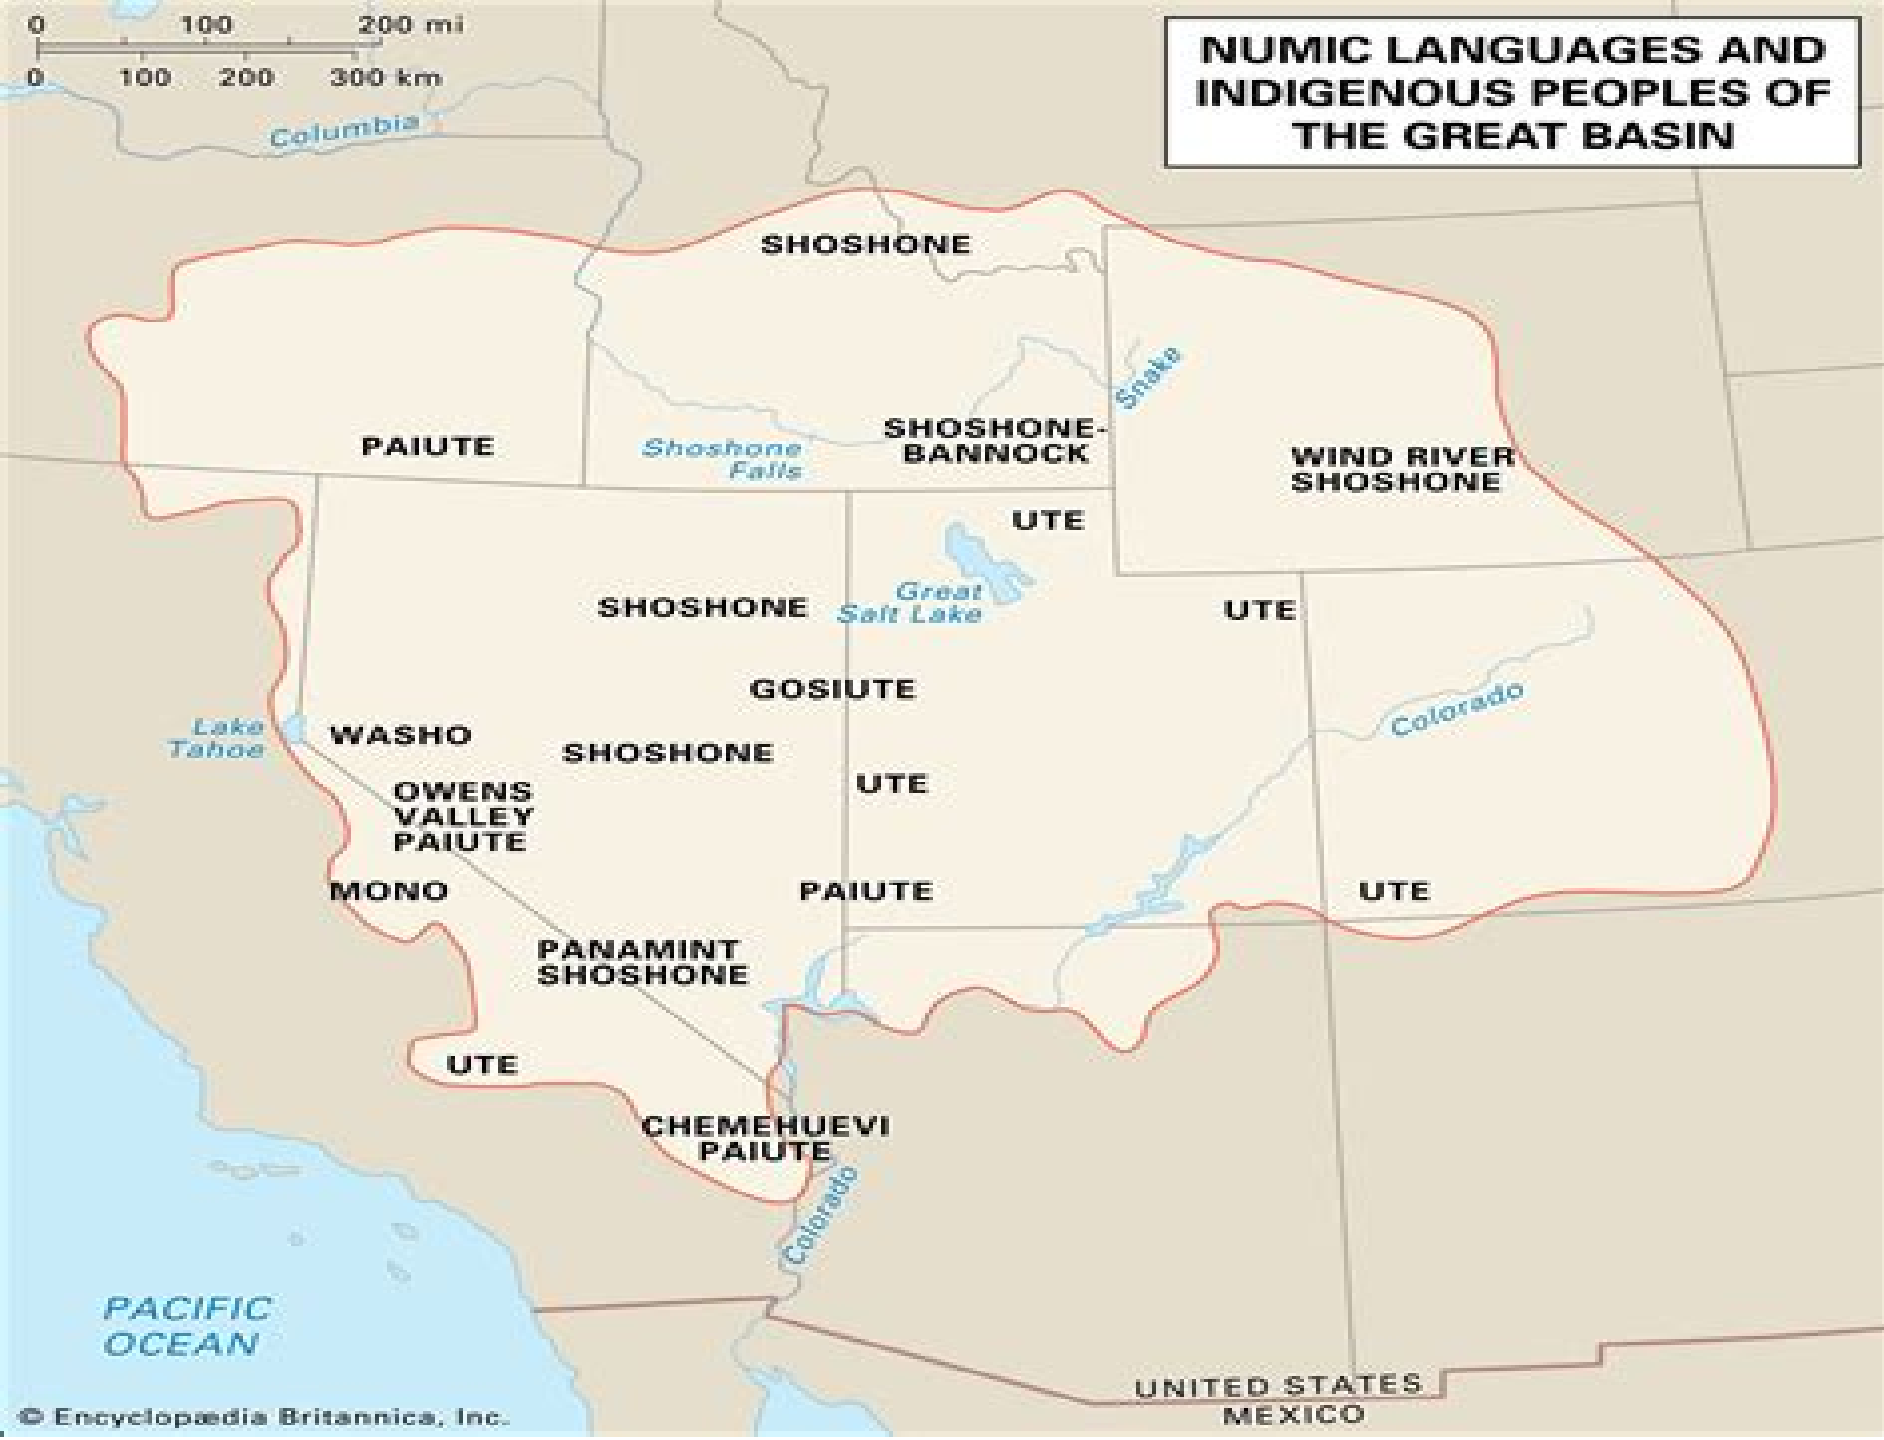 0 100 200 mi
0 100 200 300 km
NUMIC LANGUAGES AND
INDIGENOUS PEOPLES OF
THE GREAT BASIN
Columbia
SHOSHONE
Snake
PAIUTE
Shoshone
Falls
SHOSHONE-
BANNOCK
WIND RIVER
SHOSHONE
UTE
Great
Salt Lake
SHOSHONE
UTE
GOSIUTE
Colorado
Lake
Tahoe
WASHO
SHOSHONE
UTE
OWENS
VALLEY
PAIUTE
MONO
PAIUTE
UTE
PANAMINT
SHOSHONE
UTE
CHEMEHUEVI
PAIUTE
Colorado
PACIFIC
OCEAN
UNITED STATES
MEXICO
© Encyclopædia Britannica, Inc.